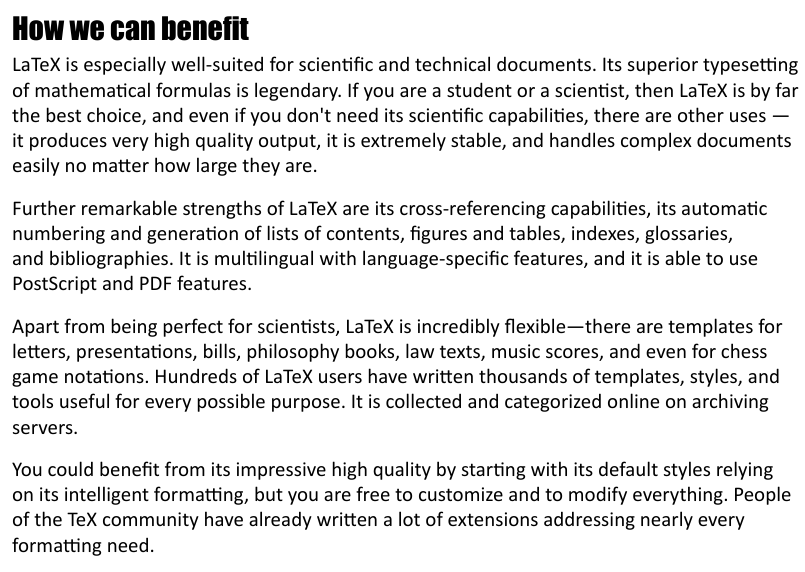 How we can benefit
LaTeX is especially well-suited for scientific and technical documents. Its superior typesetting
of mathematical formulas is legendary. If you are a student or a scientist, then LaTeX is by far
the best choice, and even if you don't need its scientific capabilities, there are other uses —
it produces very high quality output, it is extremely stable, and handles complex documents
easily no matter how large they are.
Further remarkable strengths of LaTeX are its cross-referencing capabilities, its automatic
numbering and generation of lists of contents, figures and tables, indexes, glossaries,
and bibliographies. It is multilingual with language-specific features, and it is able to use
PostScript and PDF features.
Apart from being perfect for scientists, LaTeX is incredibly flexible—there are templates for
letters, presentations, bills, philosophy books, law texts, music scores, and even for chess
game notations. Hundreds of LaTeX users have written thousands of templates, styles, and
tools useful for every possible purpose. It is collected and categorized online on archiving
servers.
You could benefit from its impressive high quality by starting with its default styles relying
on its intelligent formatting, but you are free to customize and to modify everything. People
of the TeX community have already written a lot of extensions addressing nearly every
formatting need.